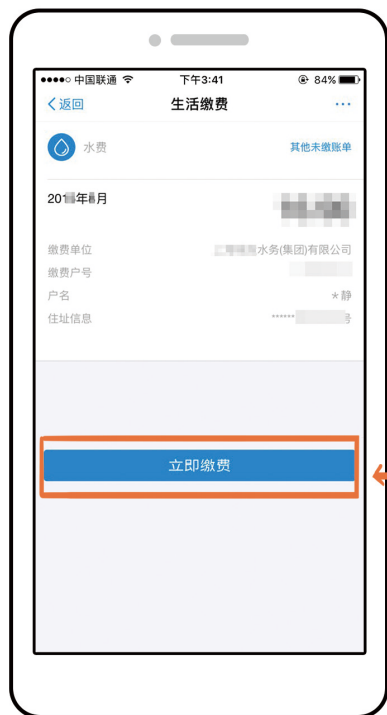 中国联通 下午3:41 84%
返回 生活缴费 ...
水费 其他未缴账单
201 年 月
缴费单位 水务(集团)有限公司
缴费户号
户名 *静
住址信息 ****** 号
立即缴费